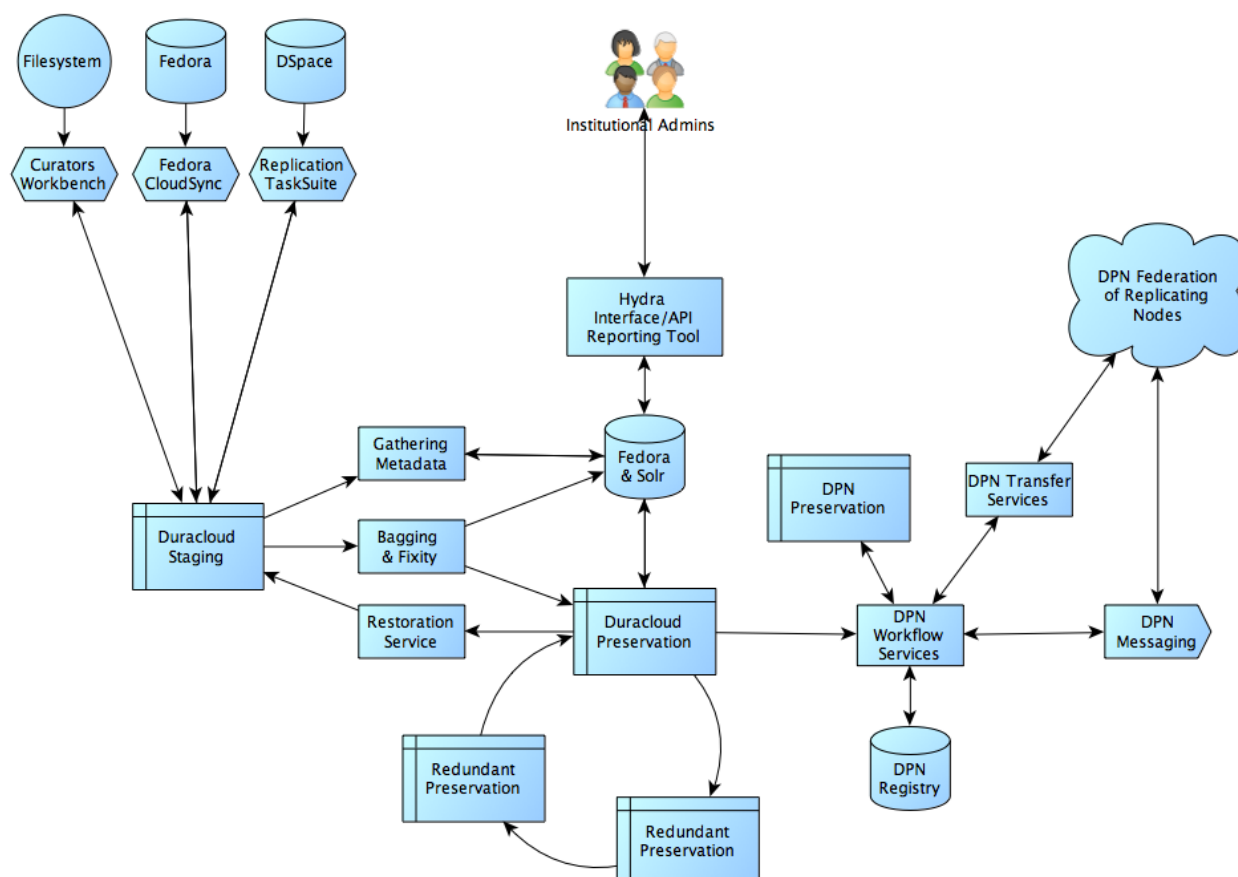 Filesystem
Fedora
DSpace
Institutional Admins
Curators
Workbench
Fedora
CloudSync
Replication
TaskSuite
DPN Federation
of Replicating
Nodes
Hydra
Interface/API
Reporting Tool
Gathering
Metadata
Fedora
& Solr
DPN
Preservation
DPN Transfer
Services
Duracloud
Staging
Bagging
& Fixity
Restoration
Service
Duracloud
Preservation
DPN
Workflow
Services
DPN
Messaging
Redundant
Preservation
DPN
Registry
Redundant
Preservation